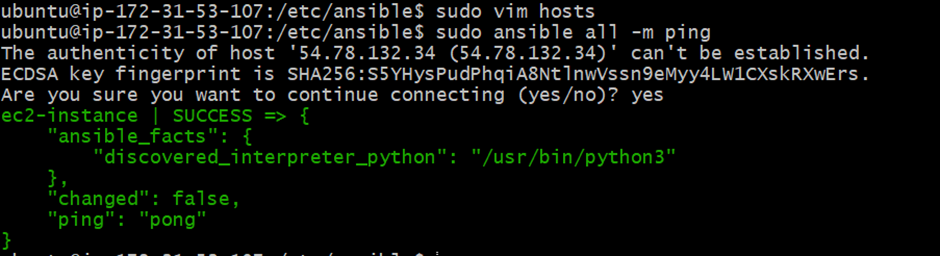 ubuntu@ip-172-31-53-107:/etc/ansible$ sudo vim hosts
ubuntu@ip-172-31-53-107:/etc/ansible$ sudo ansible all -m ping
The authenticity of host '54.78.132.34 (54.78.132.34)' can't be established.
ECDSA key fingerprint is SHA256:S5YHysPudPhqiA8NtlnwVssn9eMyy4LW1CXskRXwErs.
Are you sure you want to continue connecting (yes/no)? yes
ec2-instance | SUCCESS => {
    "ansible_facts": {
        "discovered_interpreter_python": "/usr/bin/python3"
    },
    "changed": false,
    "ping": "pong"
}